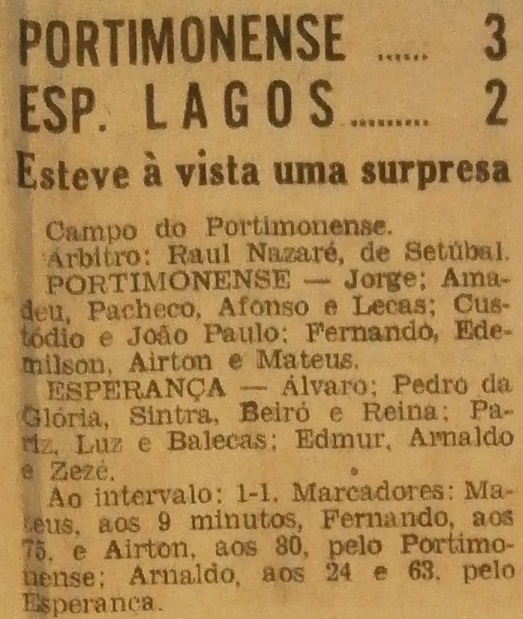 PORTIMONENSE ...... 3
ESP. LAGOS ......... 2
Esteve à vista uma surpresa
Campo do Portimonense.
Árbitro: Raul Nazaré, de Setúbal.
PORTIMONENSE — Jorge; Ama-
deu, Pacheco, Afonso e Lecas; Cus-
tódio e João Paulo; Fernando, Ede-
milson, Airton e Mateus.
ESPERANÇA — Álvaro; Pedro da
Glória, Sintra, Beiró e Reina; Pa-
riz, Luz e Balecas; Edmur, Arnaldo
e Zezé.
Ao intervalo: 1-1. Marcadores: Ma-
teus, aos 9 minutos, Fernando, aos
75, e Airton, aos 80, pelo Portimo-
nense; Arnaldo, aos 24 e 63, pelo
Esperança.